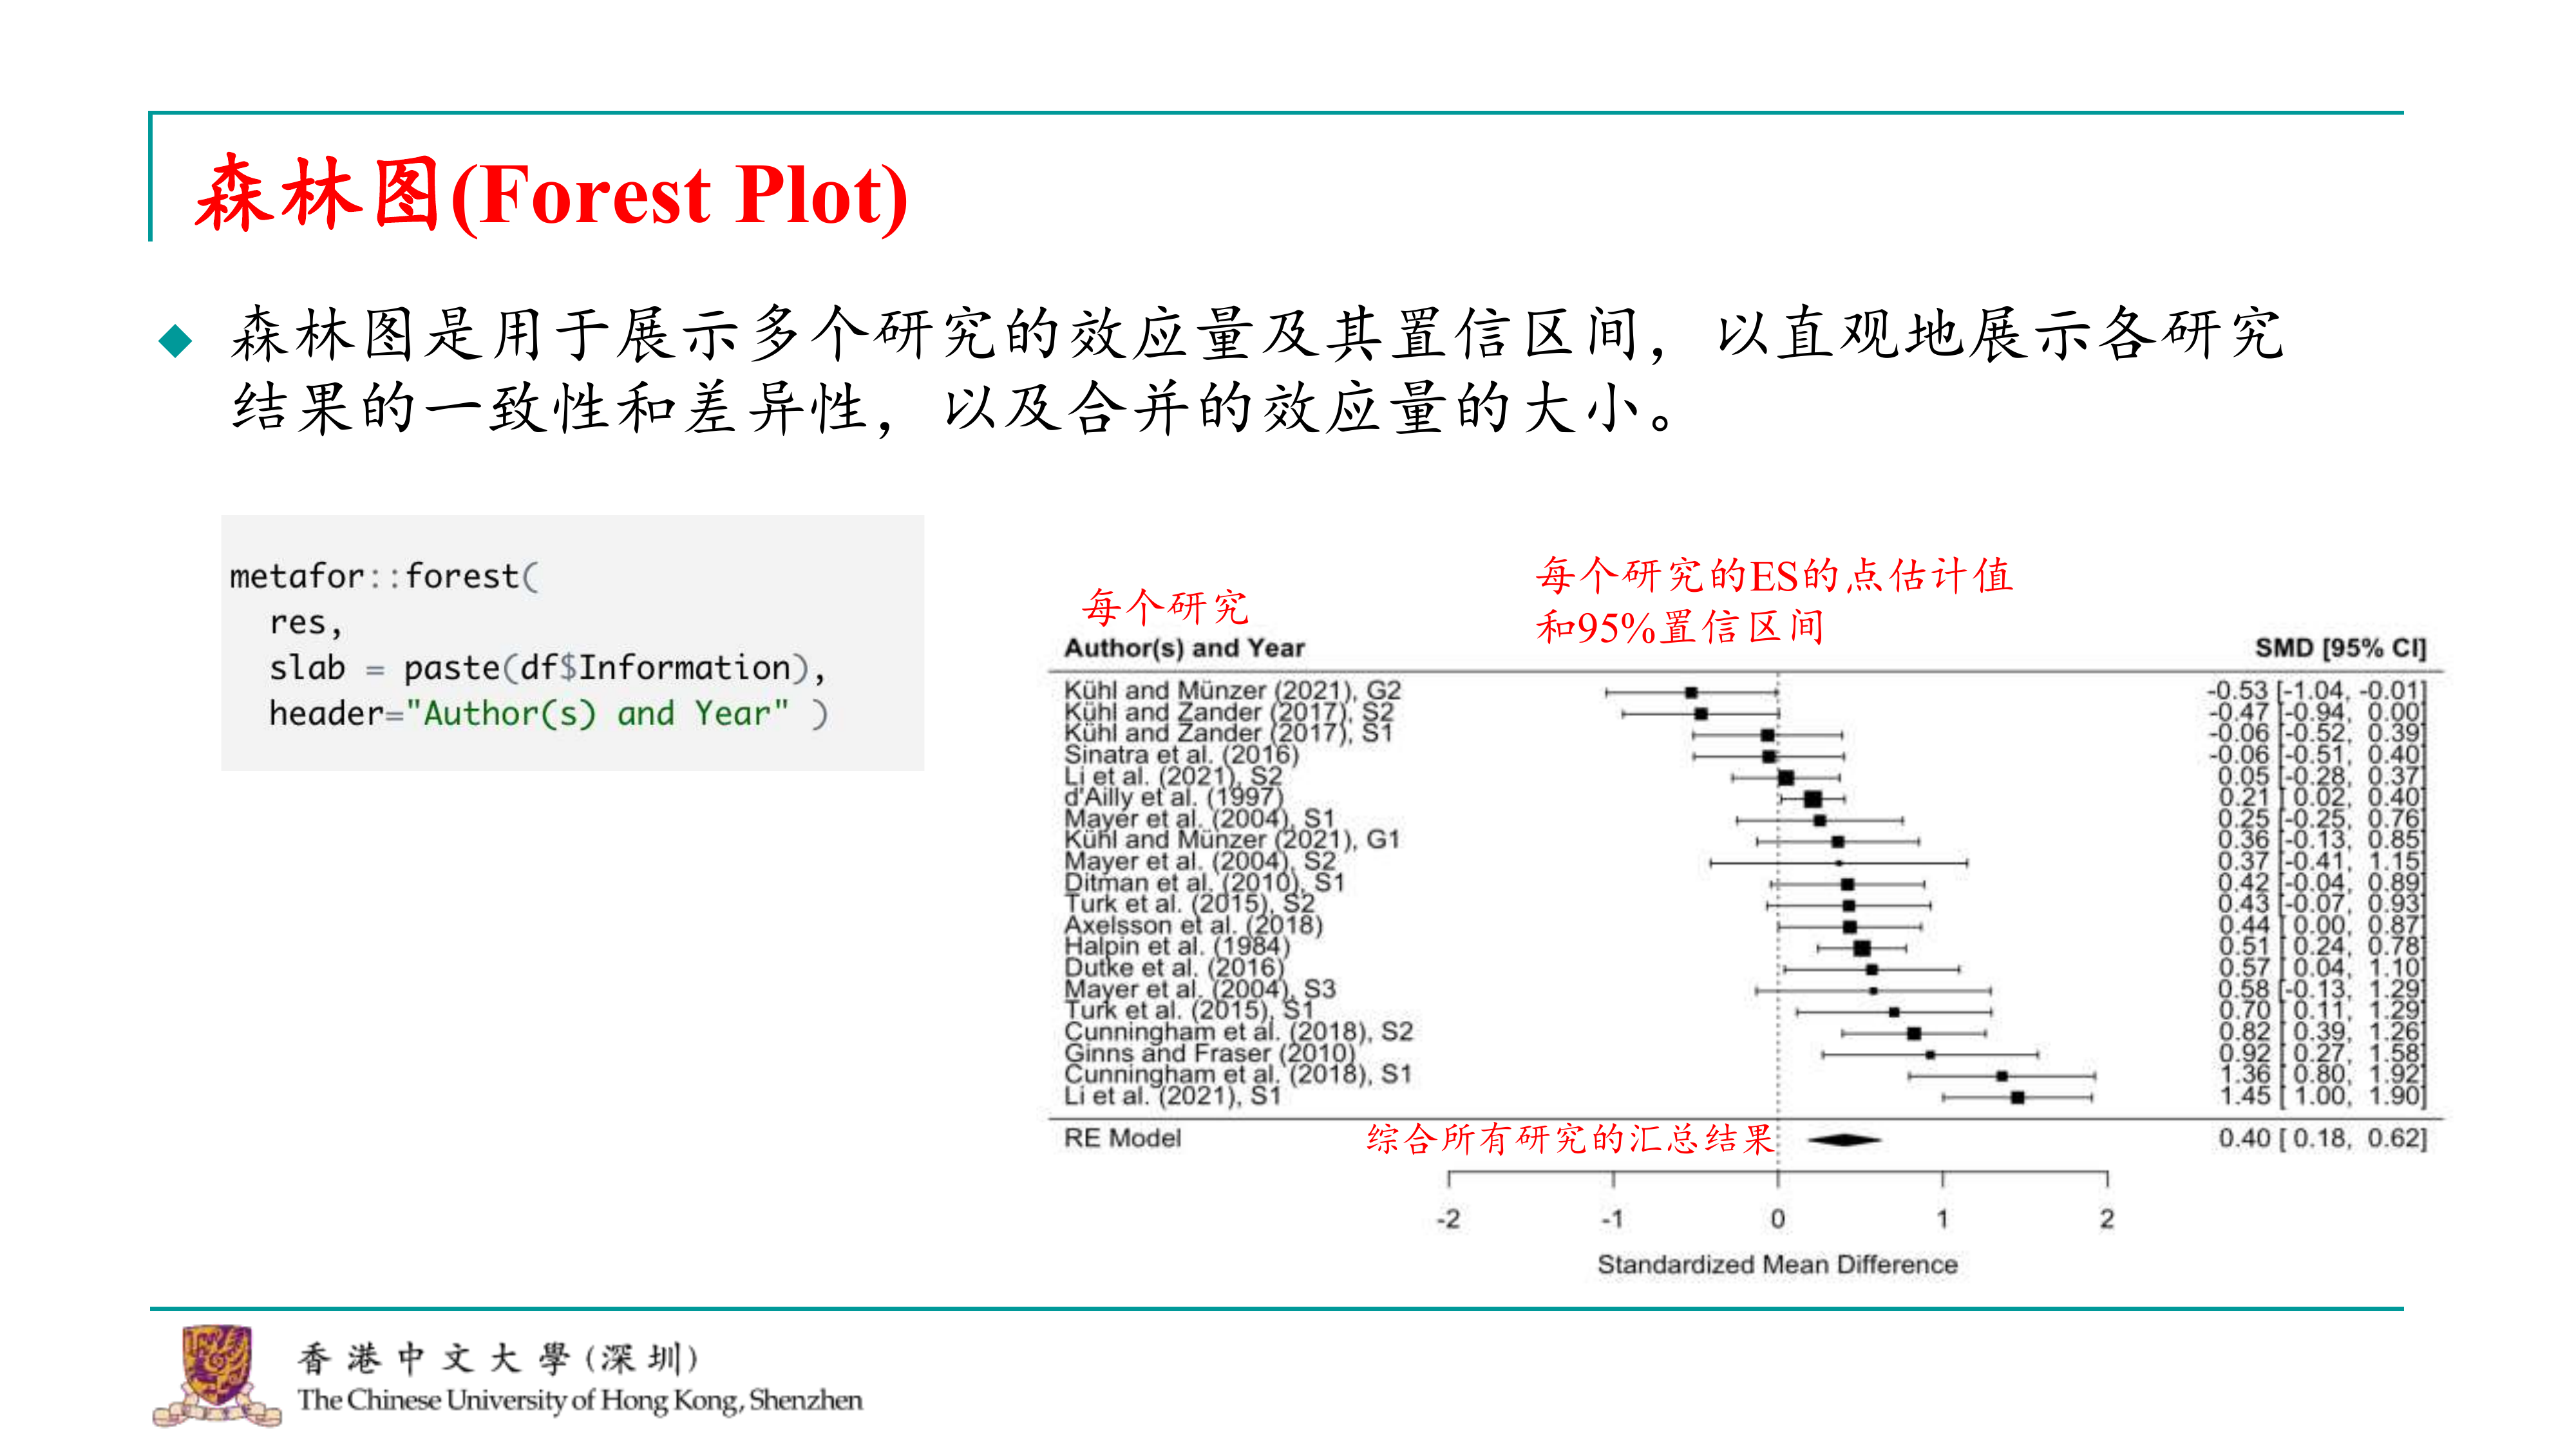 森林图(Forest Plot)
森林图是用于展示多个研究的效应量及其置信区间，以直观地展示各研究
结果的一致性和差异性，以及合并的效应量的大小。
metafor::forest(
res,
slab = paste(df$Information),
header="Author(s) and Year" )
每个研究
每个研究的ES的点估计值
和95%置信区间
Author(s) and Year SMD [95% CI]
Kühl and Münzer (2021), G2 -0.53 [-1.04, -0.01]
Kühl and Zander (2017), S2 -0.47 [-0.94, 0.00]
Kühl and Zander (2017), S1 -0.06 [-0.52, 0.39]
Sinatra et al. (2016) -0.06 [-0.51, 0.40]
Li et al. (2021), S2 0.05 [-0.28, 0.37]
d'Ailly et al. (1997) 0.21 [ 0.02, 0.40]
Mayer et al. (2004), S1 0.25 [-0.25, 0.76]
Kühl and Münzer (2021), G1 0.36 [-0.13, 0.85]
Mayer et al. (2004), S2 0.37 [-0.41, 1.15]
Ditman et al. (2010), S1 0.42 [-0.04, 0.89]
Turk et al. (2015), S2 0.43 [-0.07, 0.93]
Axelsson et al. (2018) 0.44 [ 0.00, 0.87]
Halpin et al. (1984) 0.51 [ 0.24, 0.78]
Dutke et al. (2016) 0.57 [ 0.04, 1.10]
Mayer et al. (2004), S3 0.58 [-0.13, 1.29]
Turk et al. (2015), S1 0.70 [ 0.11, 1.29]
Cunningham et al. (2018), S2 0.82 [ 0.39, 1.26]
Ginns and Fraser (2010) 0.92 [ 0.27, 1.58]
Cunningham et al. (2018), S1 1.36 [ 0.80, 1.92]
Li et al. (2021), S1 1.45 [ 1.00, 1.90]
RE Model 综合所有研究的汇总结果 0.40 [ 0.18, 0.62]
-2 -1 0 1 2
Standardized Mean Difference
香港中文大學(深圳)
The Chinese University of Hong Kong, Shenzhen